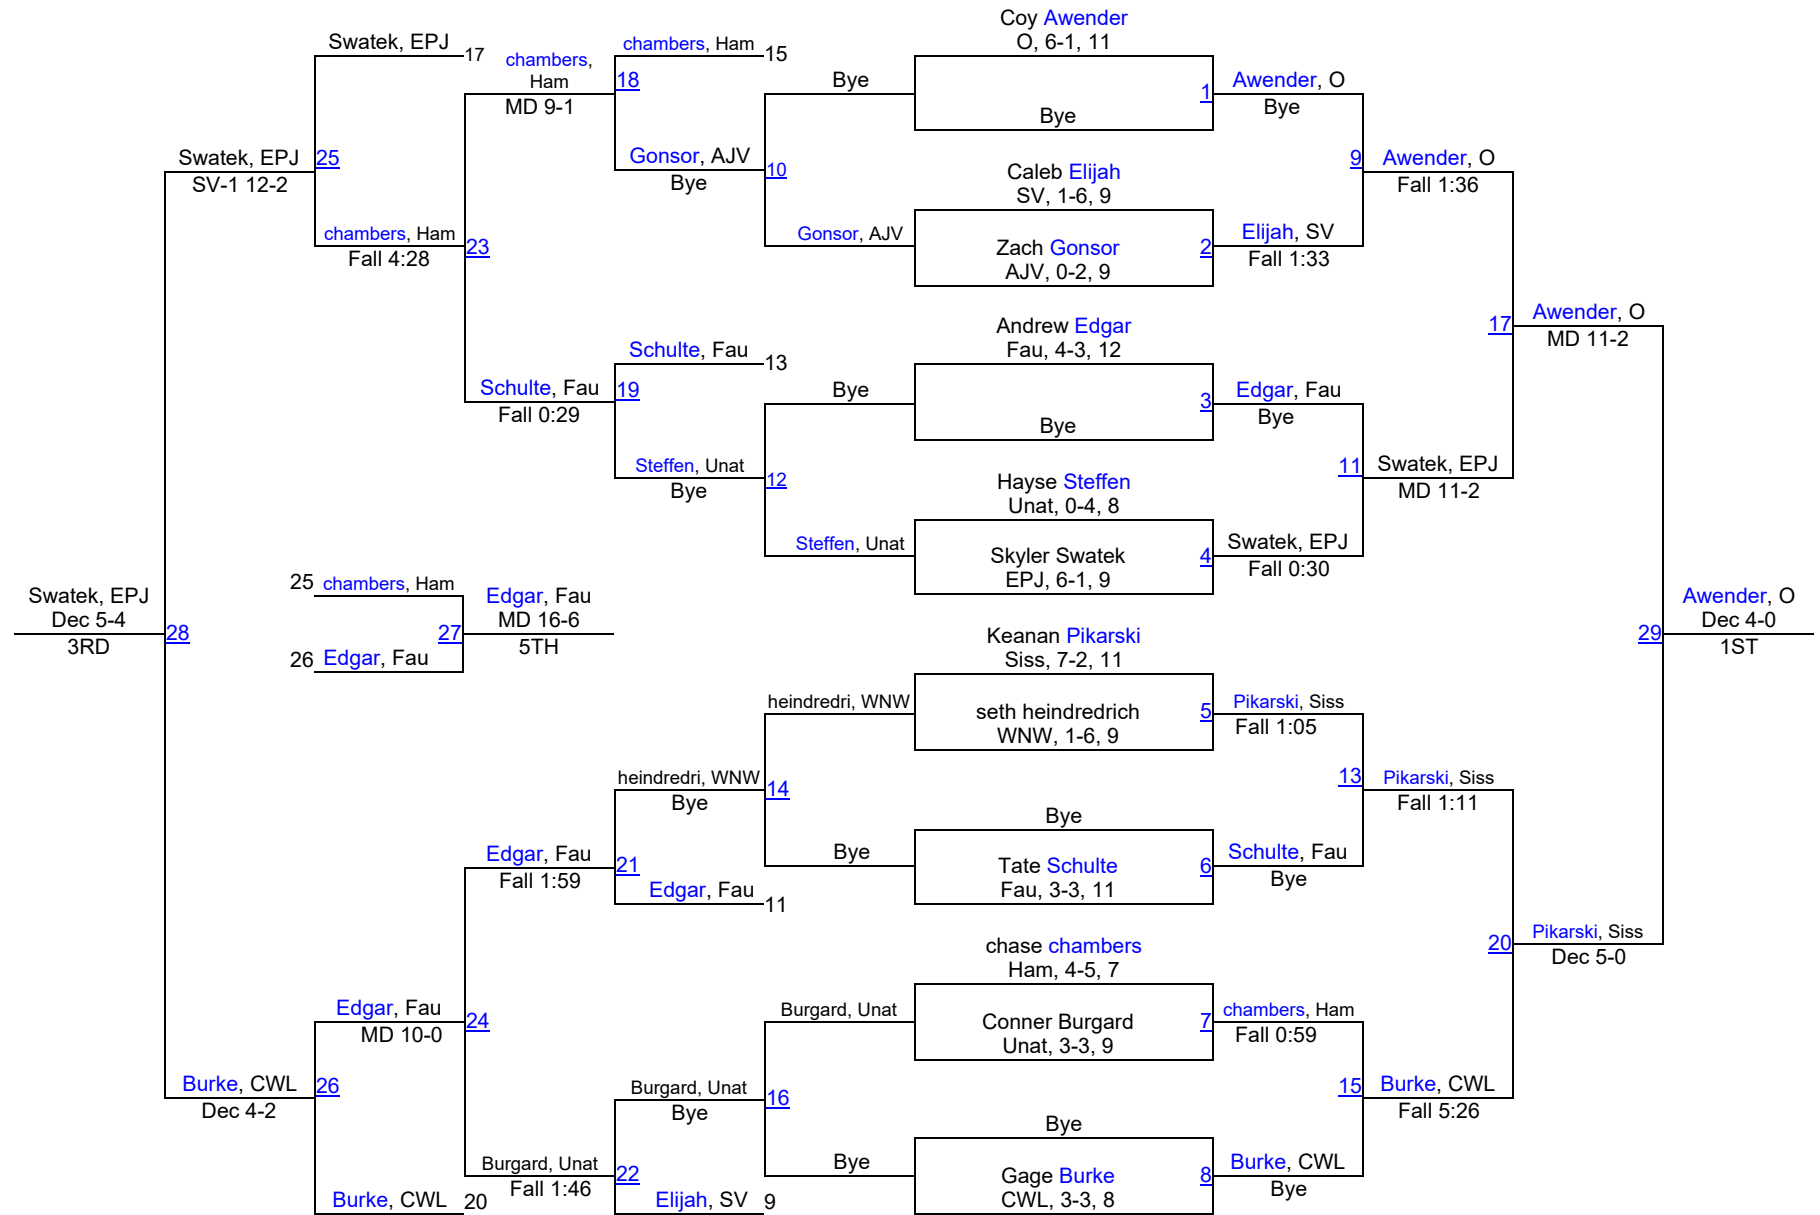 Swatek, EPJ
17
chambers,
Ham
MD 9-1
chambers, Ham
15
18
Gonsor, AJV
Bye
10
Bye
Gonsor, AJV
Swatek, EPJ
SV-1 12-2
25
chambers, Ham
Fall 4:28
23
Schulte, Fau
Fall 0:29
19
Schulte, Fau
13
Steffen, Unat
Bye
12
Bye
Steffen, Unat
Swatek, EPJ
Dec 5-4
3RD
28
25
chambers, Ham
26
Edgar, Fau
27
Edgar, Fau
MD 16-6
5TH
heindredri, WNW
heindredri, WNW
Bye
14
Bye
Edgar, Fau
Fall 1:59
21
Edgar, Fau
11
Edgar, Fau
MD 10-0
24
Burgard, Unat
Burgard, Unat
Bye
16
Bye
Burke, CWL
Dec 4-2
26
Burgard, Unat
Fall 1:46
22
Elijah, SV
9
Burke, CWL
20
Coy Awender
O, 6-1, 11
Bye
1
Awender, O
Bye
Caleb Elijah
SV, 1-6, 9
Zach Gonsor
AJV, 0-2, 9
2
Elijah, SV
Fall 1:33
9
Awender, O
Fall 1:36
Andrew Edgar
Fau, 4-3, 12
Bye
3
Edgar, Fau
Bye
Hayse Steffen
Unat, 0-4, 8
Skyler Swatek
EPJ, 6-1, 9
4
Swatek, EPJ
Fall 0:30
11
Swatek, EPJ
MD 11-2
17
Awender, O
MD 11-2
Keanan Pikarski
Siss, 7-2, 11
seth heindredrich
WNW, 1-6, 9
5
Pikarski, Siss
Fall 1:05
Bye
Tate Schulte
Fau, 3-3, 11
6
Schulte, Fau
Bye
13
Pikarski, Siss
Fall 1:11
chase chambers
Ham, 4-5, 7
Conner Burgard
Unat, 3-3, 9
7
chambers, Ham
Fall 0:59
Bye
Gage Burke
CWL, 3-3, 8
8
Burke, CWL
Bye
15
Burke, CWL
Fall 5:26
20
Pikarski, Siss
Dec 5-0
29
Awender, O
Dec 4-0
1ST